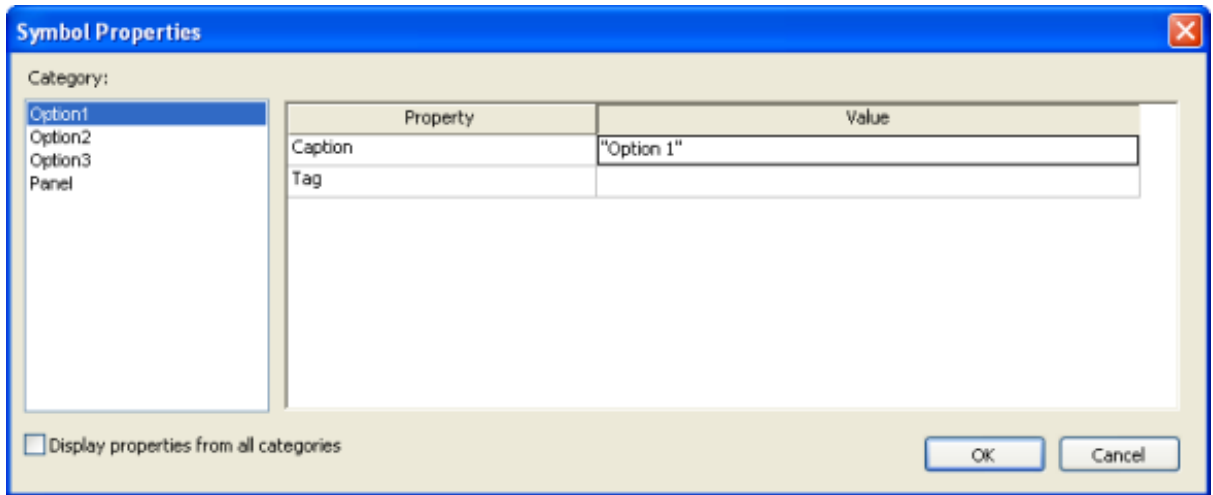 Symbol Properties
Category:
Option1
Option2
Option3
Panel
Property Value
Caption "Option 1"
Tag
Display properties from all categories
OK Cancel